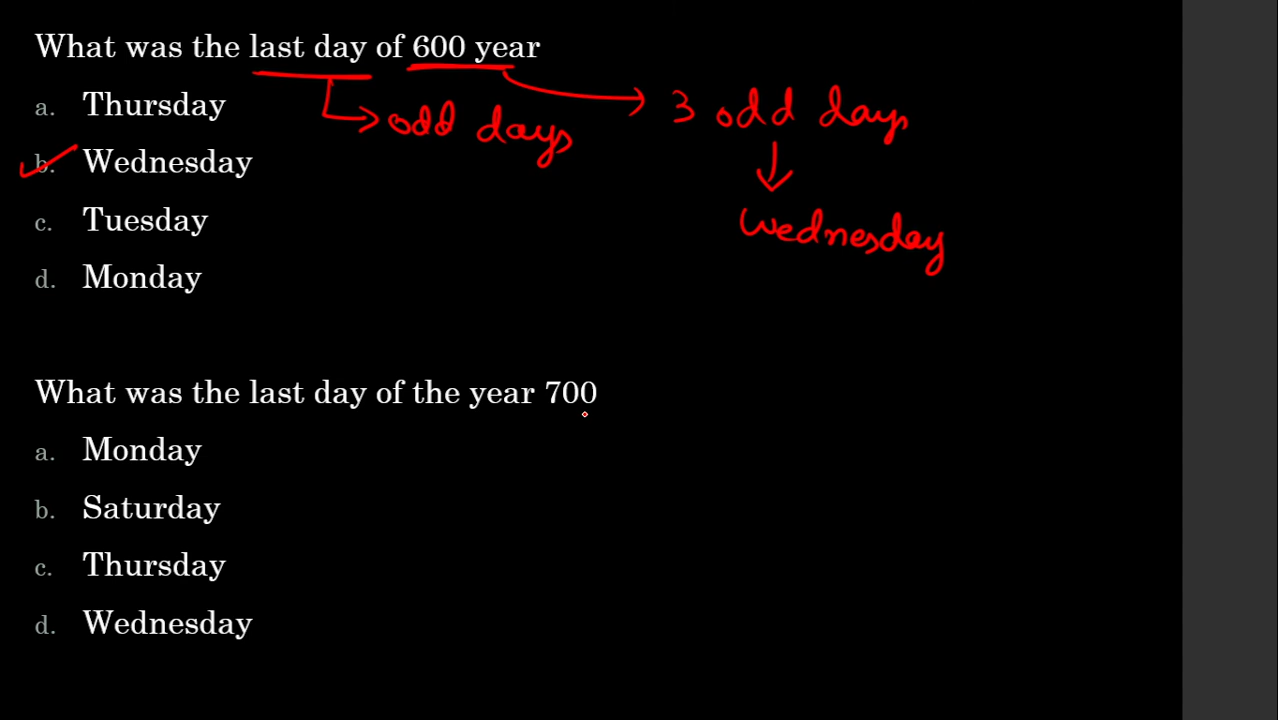 What was the last day of 600 year
a. Thursday
odd days
3 odd days
b. Wednesday
Wednesday
c. Tuesday
d. Monday
What was the last day of the year 700
a. Monday
b. Saturday
c. Thursday
d. Wednesday